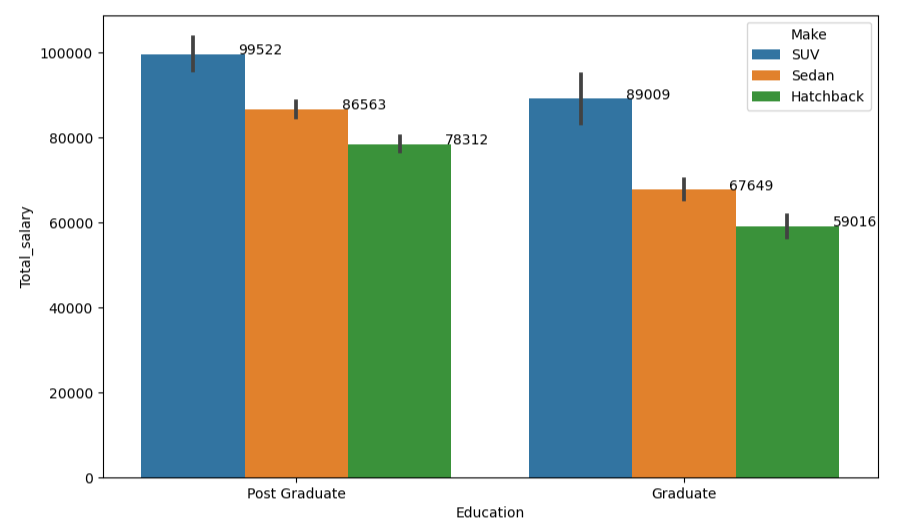 Make
SUV
Sedan
Hatchback
Total_salary
100000
80000
60000
40000
20000
0
99522
86563
78312
89009
67649
59016
Post Graduate
Graduate
Education